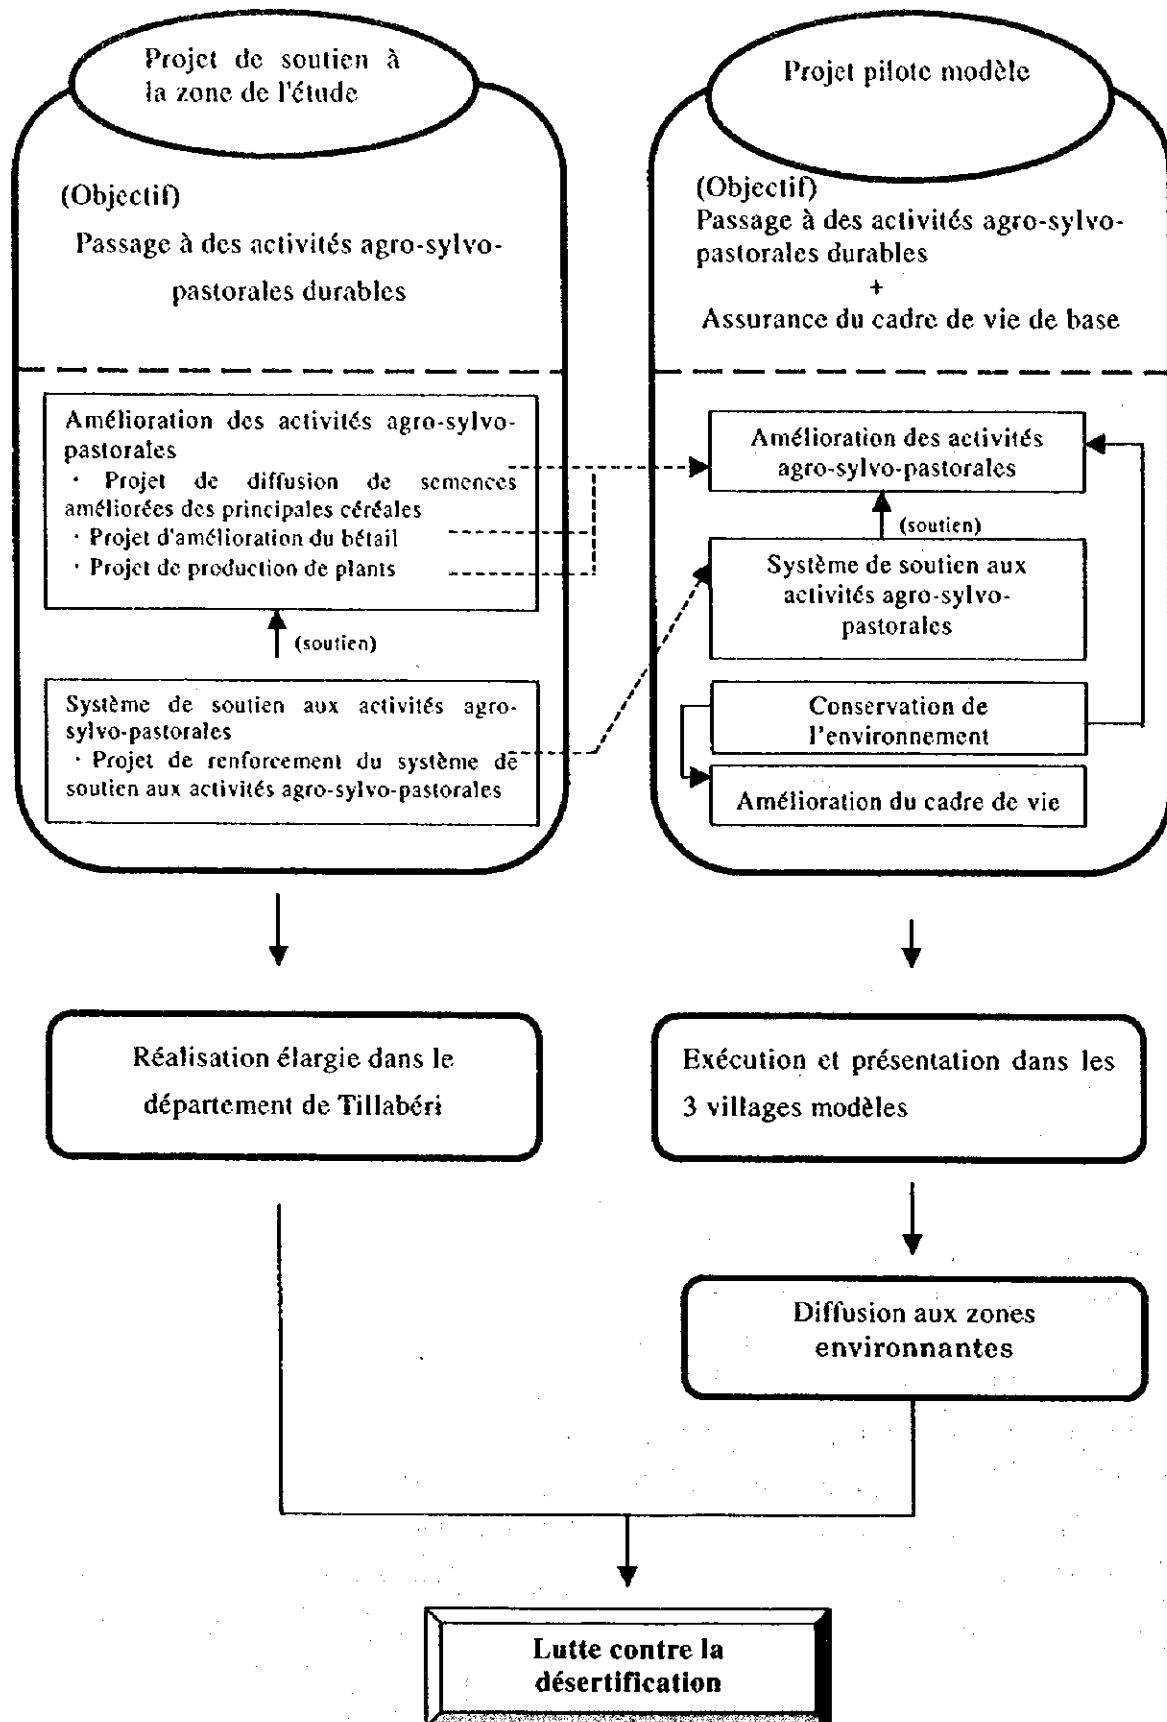 Projet de soutien à
la zone de l'étude
(Objectif)
Passage à des activités agro-sylvo-
pastorales durables
Amélioration des activités agro-sylvo-
pastorales
· Projet de diffusion de semences
améliorées des principales céréales
· Projet d'amélioration du bétail
· Projet de production de plants
(soutien)
Système de soutien aux activités agro-
sylvo-pastorales
· Projet de renforcement du système de
soutien aux activités agro-sylvo-pastorales
Projet pilote modèle
(Objectif)
Passage à des activités agro-sylvo-
pastorales durables
+
Assurance du cadre de vie de base
Amélioration des activités
agro-sylvo-pastorales
(soutien)
Système de soutien aux
activités agro-sylvo-
pastorales
Conservation de
l'environnement
Amélioration du cadre de vie
Réalisation élargie dans le
département de Tillabéri
Exécution et présentation dans les
3 villages modèles
Diffusion aux zones
environnantes
Lutte contre la
désertification